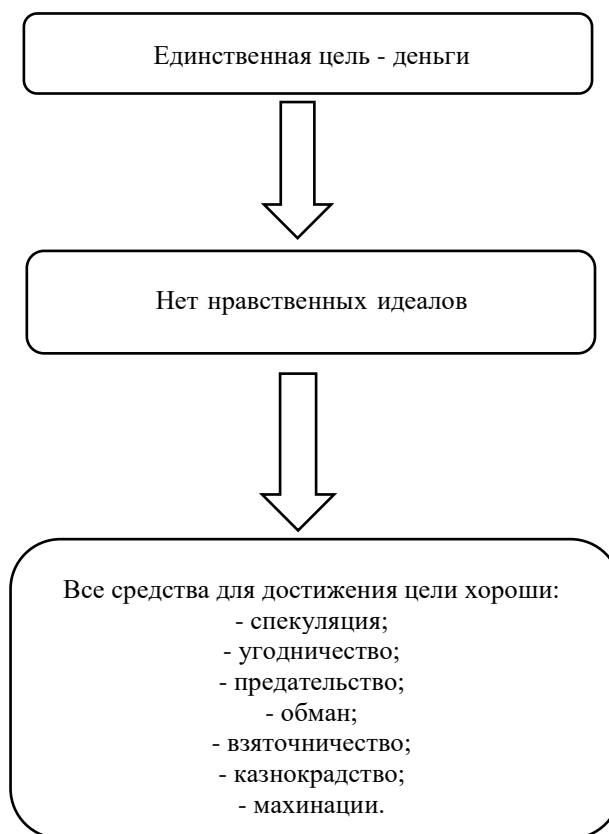 Единственная цель - деньги
Нет нравственных идеалов
Все средства для достижения цели хороши:
- спекуляция;
- угодничество;
- предательство;
- обман;
- взяточничество;
- казнокрадство;
- махинации.